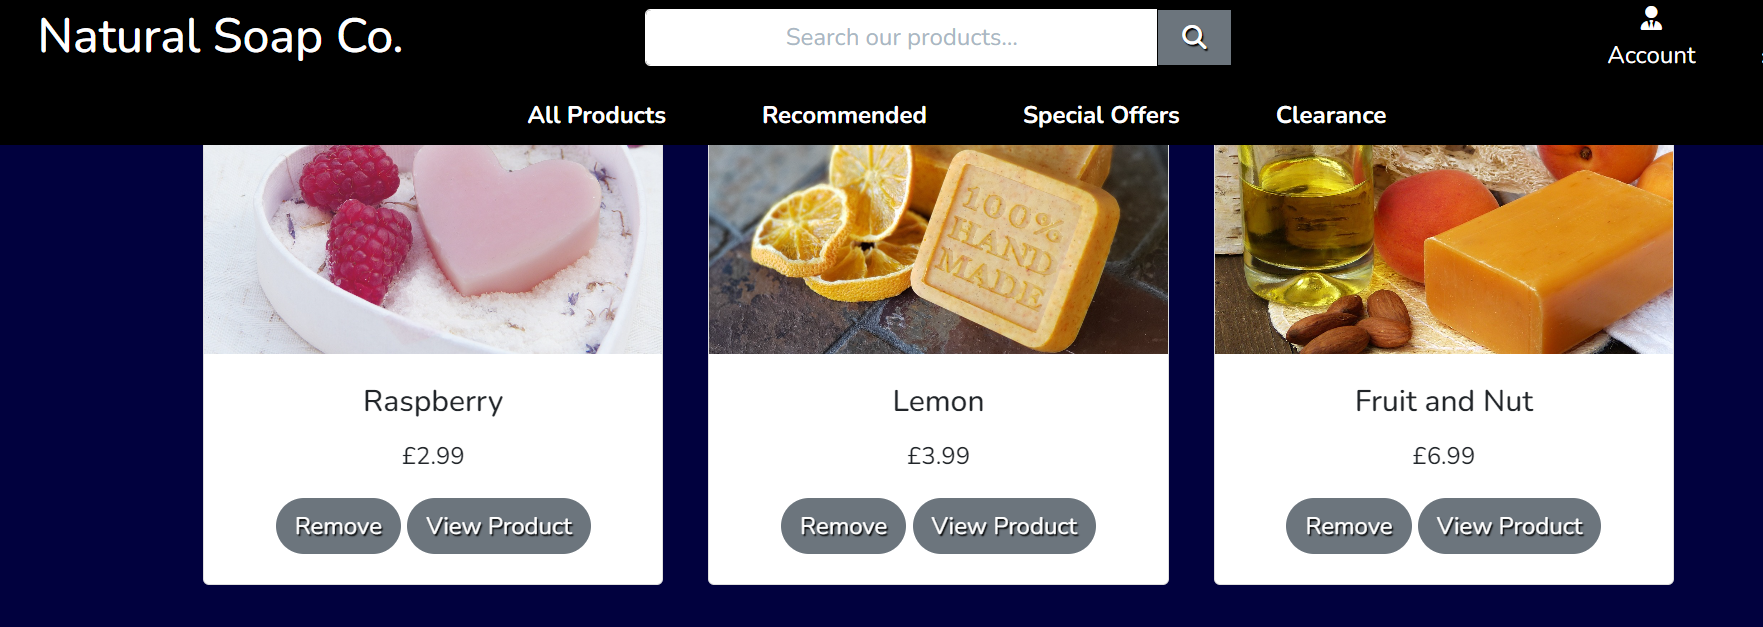 Natural Soap Co.
Search our products...
Account
All Products Recommended Special Offers Clearance
100%
HAND
MADE
Raspberry
£2.99
Remove View Product
Lemon
£3.99
Remove View Product
Fruit and Nut
£6.99
Remove View Product